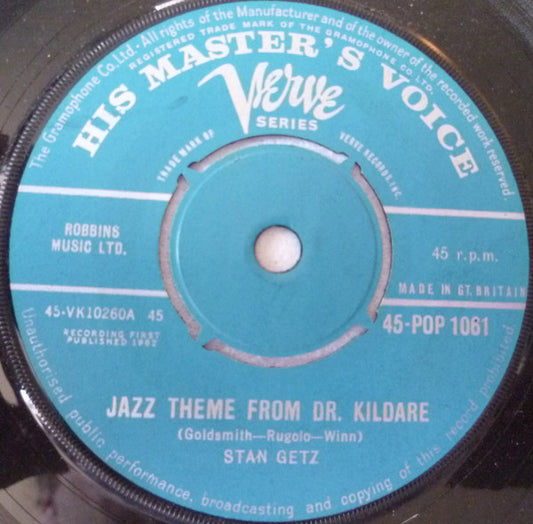 The Gramophone Co. Ltd. · All rights of the Manufacturer and of the owner of the recorded work reserved.
REGISTERED TRADE MARK OF THE GRAMOPHONE CO. LTD.
HIS MASTER'S VOICE
Verve
SERIES
TRADE MARK OF VERVE RECORDS INC.
ROBBINS
MUSIC LTD.
45 r.p.m.
MADE IN GT. BRITAIN
45-VK10260A 45
45-POP 1061
RECORDING FIRST
PUBLISHED 1962
JAZZ THEME FROM DR. KILDARE
(Goldsmith—Rugolo—Winn)
STAN GETZ
Unauthorised public performance, broadcasting and copying of this record prohibited.